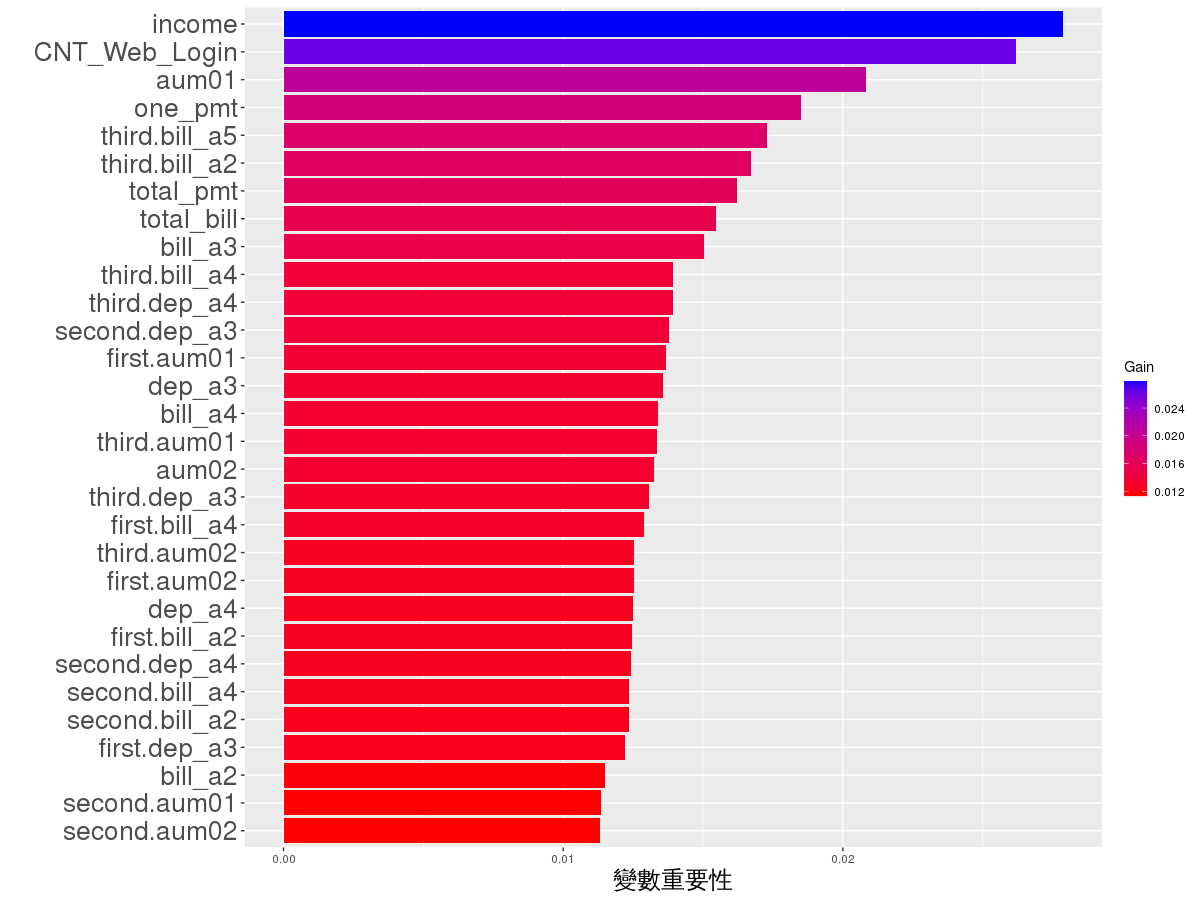 income
CNT_Web_Login
aum01
one_pmt
third.bill_a5
third.bill_a2
total_pmt
total_bill
bill_a3
third.bill_a4
third.dep_a4
second.dep_a3
first.aum01
dep_a3
bill_a4
third.aum01
aum02
third.dep_a3
first.bill_a4
third.aum02
first.aum02
dep_a4
first.bill_a2
second.dep_a4
second.bill_a4
second.bill_a2
first.dep_a3
bill_a2
second.aum01
second.aum02
0.00 0.01 0.02
變數重要性
Gain
0.024
0.020
0.016
0.012